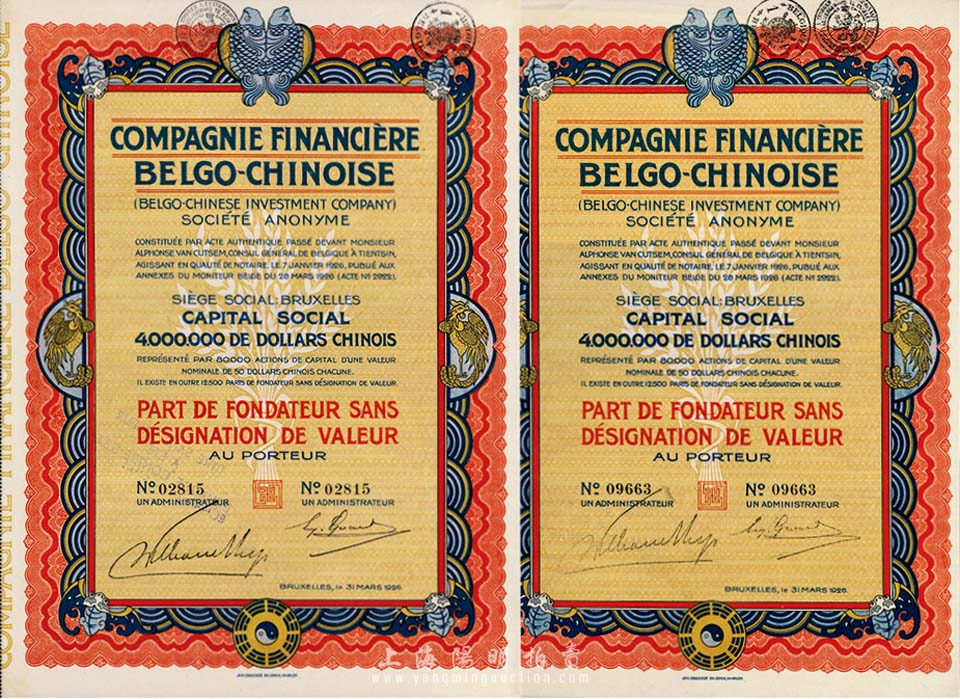 COMPAGNIE FINANCIÈRE
BELGO-CHINOISE
(BELGO-CHINESE INVESTMENT COMPANY)
SOCIÉTÉ ANONYME
CONSTITUÉE PAR ACTE AUTHENTIQUE PASSÉ DEVANT MONSIEUR
ALPHONSE VAN CUTSEM, CONSUL GÉNÉRAL DE BELGIQUE À TIENTSIN,
AGISSANT EN QUALITÉ DE NOTAIRE, LE 7 JANVIER 1926, PUBLIÉ AUX
ANNEXES DU MONITEUR BELGE DU 28 MARS 1926 (ACTE No 2922).
SIÈGE SOCIAL: BRUXELLES
CAPITAL SOCIAL
4.000.000 DE DOLLARS CHINOIS
REPRÉSENTÉ PAR 80.000 ACTIONS DE CAPITAL D'UNE VALEUR
NOMINALE DE 50 DOLLARS CHINOIS CHACUNE.
IL EXISTE EN OUTRE 12.500 PARTS DE FONDATEUR SANS DÉSIGNATION DE VALEUR.
PART DE FONDATEUR SANS
DÉSIGNATION DE VALEUR
AU PORTEUR
No 02815 No 02815
UN ADMINISTRATEUR UN ADMINISTRATEUR
BRUXELLES, le 31 MARS 1926
COMPAGNIE FINANCIÈRE BELGO-CHINOISE
COMPAGNIE FINANCIÈRE
BELGO-CHINOISE
(BELGO-CHINESE INVESTMENT COMPANY)
SOCIÉTÉ ANONYME
CONSTITUÉE PAR ACTE AUTHENTIQUE PASSÉ DEVANT MONSIEUR
ALPHONSE VAN CUTSEM, CONSUL GÉNÉRAL DE BELGIQUE À TIENTSIN,
AGISSANT EN QUALITÉ DE NOTAIRE, LE 7 JANVIER 1926, PUBLIÉ AUX
ANNEXES DU MONITEUR BELGE DU 28 MARS 1926 (ACTE No 2922).
SIÈGE SOCIAL: BRUXELLES
CAPITAL SOCIAL
4.000.000 DE DOLLARS CHINOIS
REPRÉSENTÉ PAR 80.000 ACTIONS DE CAPITAL D'UNE VALEUR
NOMINALE DE 50 DOLLARS CHINOIS CHACUNE.
IL EXISTE EN OUTRE 12.500 PARTS DE FONDATEUR SANS DÉSIGNATION DE VALEUR.
PART DE FONDATEUR SANS
DÉSIGNATION DE VALEUR
AU PORTEUR
No 09663 No 09663
UN ADMINISTRATEUR UN ADMINISTRATEUR
BRUXELLES, le 31 MARS 1926
上海陽明拍賣
www.yangmingauction.com